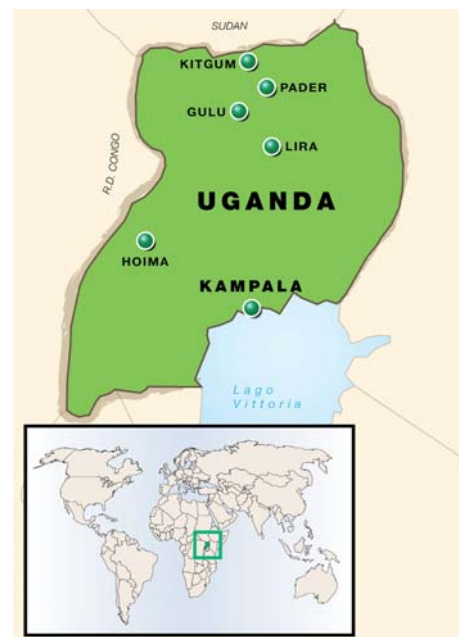 SUDAN
KITGUM
PADER
GULU
LIRA
R.D. CONGO
UGANDA
HOIMA
KAMPALA
Lago
Vittoria